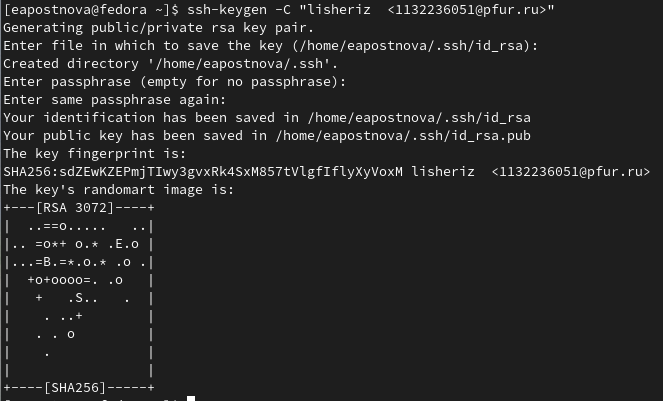 [eapostnova@fedora ~]$ ssh-keygen -C "lisheriz  <1132236051@pfur.ru>"
Generating public/private rsa key pair.
Enter file in which to save the key (/home/eapostnova/.ssh/id_rsa):
Created directory '/home/eapostnova/.ssh'.
Enter passphrase (empty for no passphrase):
Enter same passphrase again:
Your identification has been saved in /home/eapostnova/.ssh/id_rsa
Your public key has been saved in /home/eapostnova/.ssh/id_rsa.pub
The key fingerprint is:
SHA256:sdZEwKZEPmjTIwy3gvxRk4SxM857tVlgfIflyXyVoxM lisheriz  <1132236051@pfur.ru>
The key's randomart image is:
+---[RSA 3072]----+
|  ..==o.....   ..|
|.. =o*+ o.* .E.o |
|...=B.=*.o.* .o .|
|  +o+oooo=. .o   |
|   +   .S..   .  |
|    . ..+        |
|   . . o         |
|    .            |
|                 |
+----[SHA256]-----+